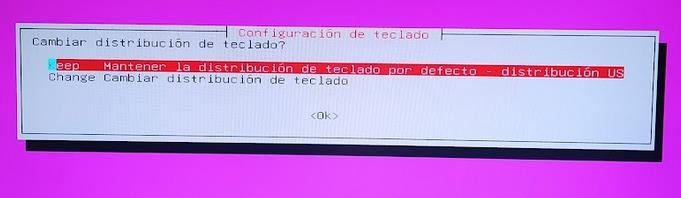 Configuración de teclado
Cambiar distribución de teclado?
Keep Mantener la distribución de teclado por defecto - distribución US
Change Cambiar distribución de teclado
<Ok>